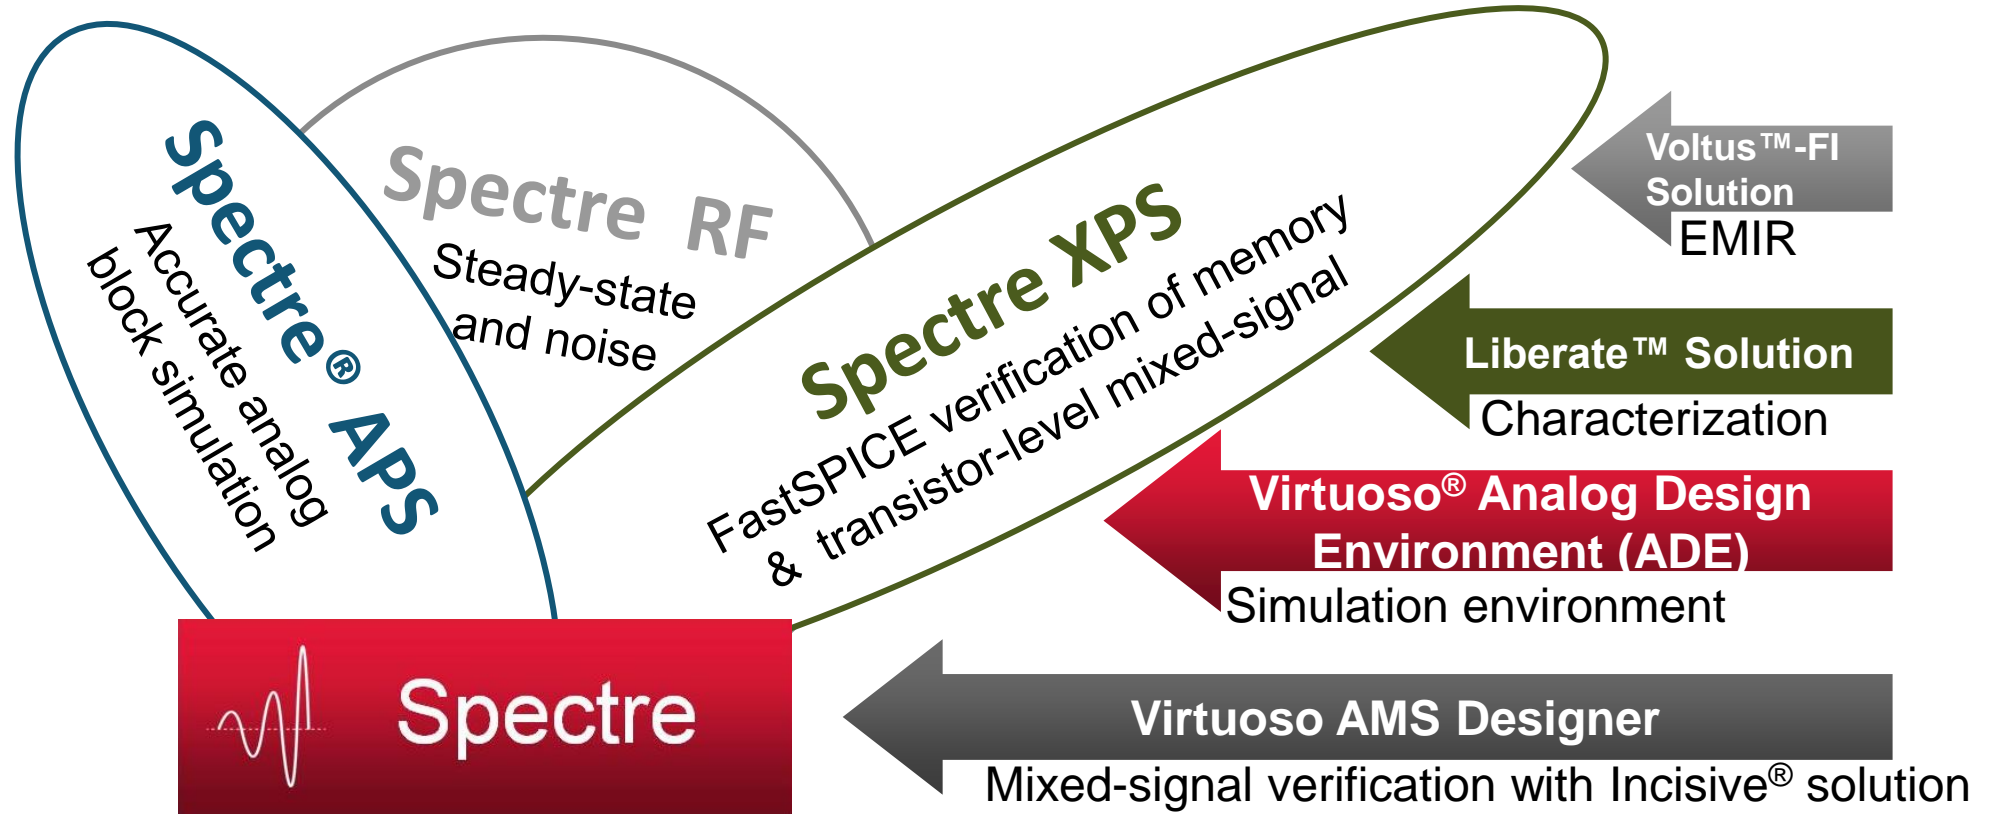 Spectre® APS
Accurate analog
block simulation
Spectre RF
Steady-state
and noise
Spectre XPS
FastSPICE verification of memory
& transistor-level mixed-signal
Voltus™-FI
Solution
EMIR
Liberate™ Solution
Characterization
Virtuoso® Analog Design
Environment (ADE)
Simulation environment
Spectre
Virtuoso AMS Designer
Mixed-signal verification with Incisive® solution